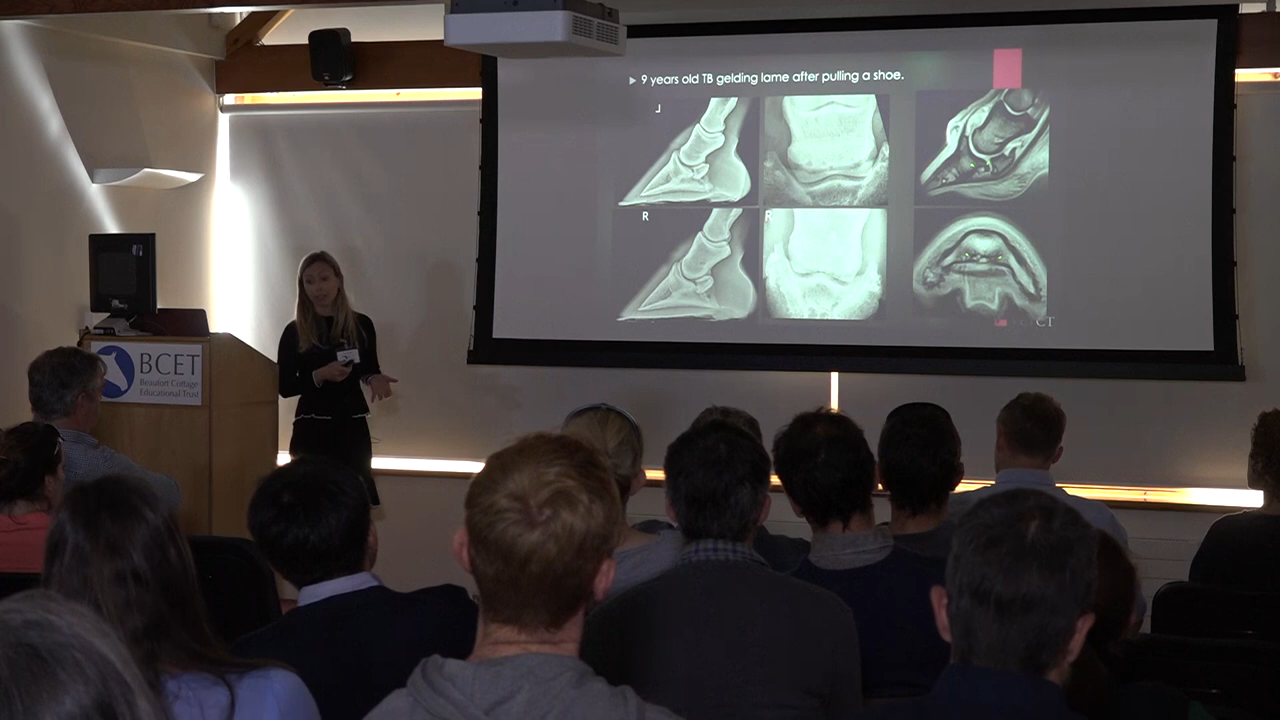 9 years old TB gelding lame after pulling a shoe.
L
R
R
BCET
Beaufort Cottage
Educational Trust